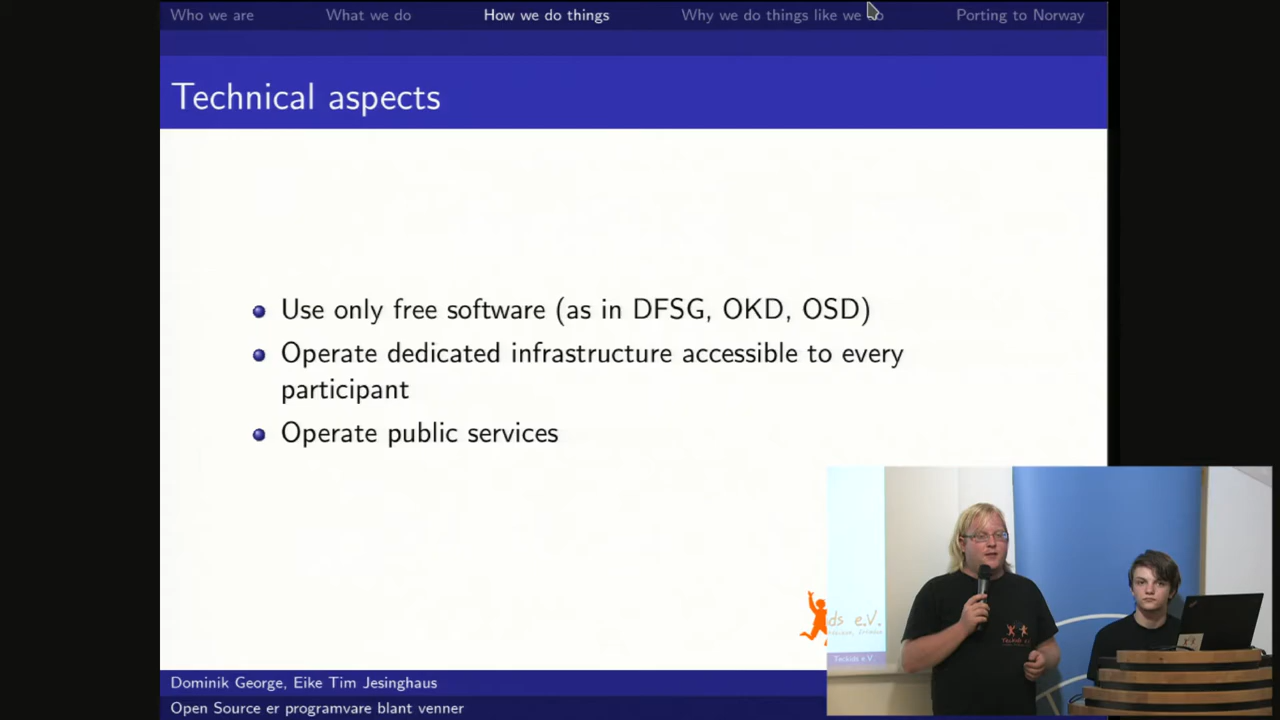 Who we are
What we do
How we do things
Why we do things like we
Porting to Norway
Technical aspects
Use only free software (as in DFSG, OKD, OSD)
Operate dedicated infrastructure accessible to every
participant
Operate public services
ds e.V.
Teckids e.V.
Dominik George, Eike Tim Jesinghaus
Open Source er programvare blant venner